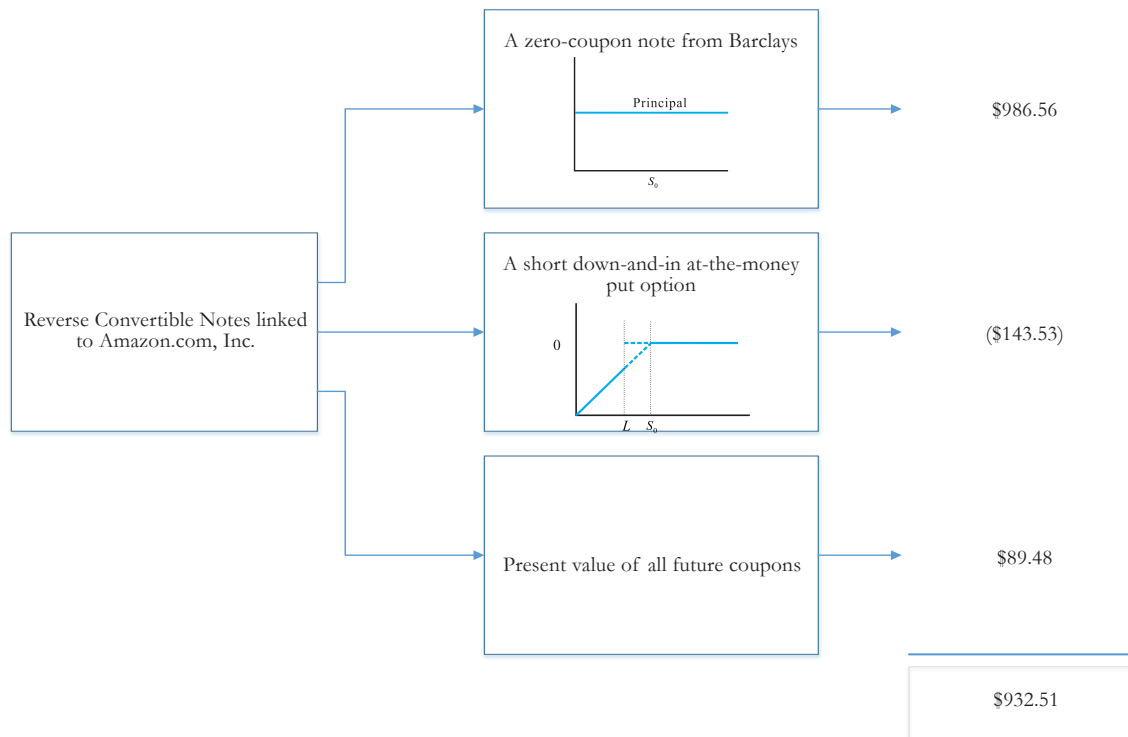 A zero-coupon note from Barclays
Principal
S₀
$986.56
Reverse Convertible Notes linked
to Amazon.com, Inc.
A short down-and-in at-the-money
put option
0
L S₀
($143.53)
Present value of all future coupons
$89.48
$932.51